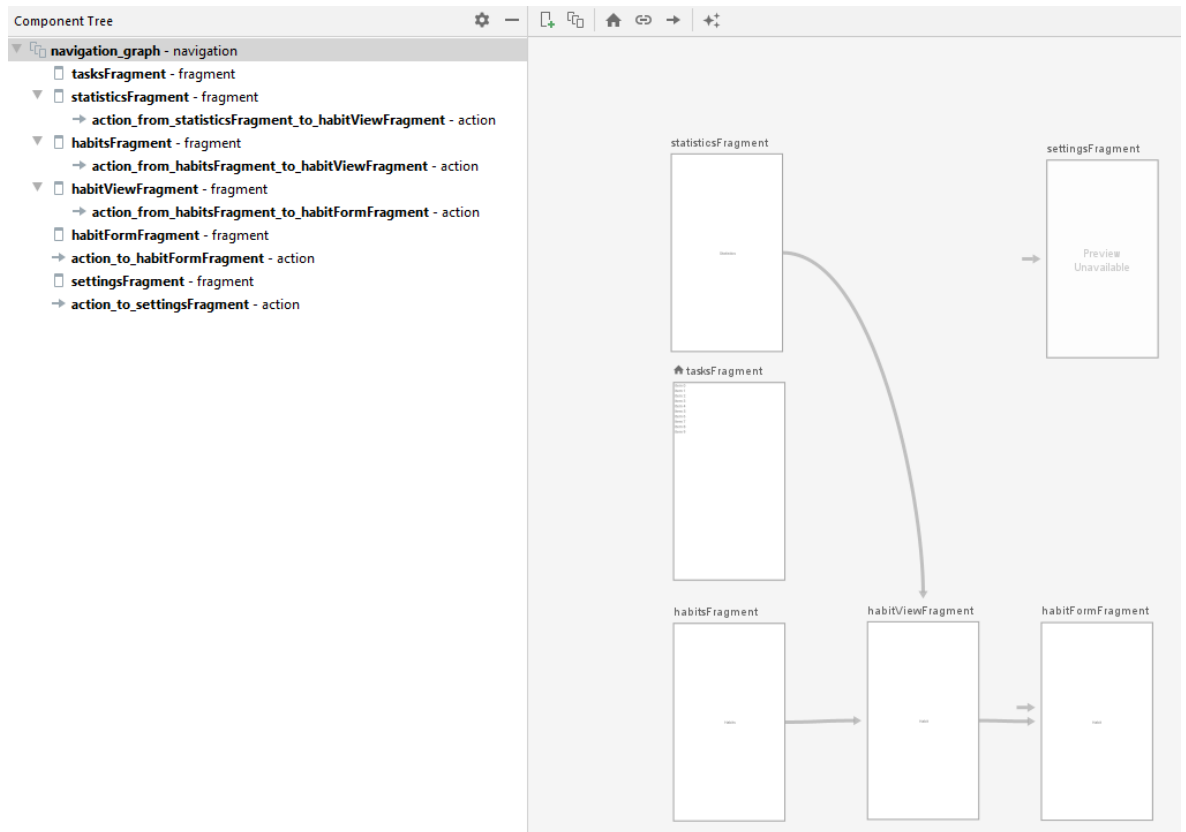 Component Tree
navigation_graph - navigation
tasksFragment - fragment
statisticsFragment - fragment
action_from_statisticsFragment_to_habitViewFragment - action
habitsFragment - fragment
action_from_habitsFragment_to_habitViewFragment - action
habitViewFragment - fragment
action_from_habitsFragment_to_habitFormFragment - action
habitFormFragment - fragment
action_to_habitFormFragment - action
settingsFragment - fragment
action_to_settingsFragment - action
statisticsFragment
settingsFragment
Preview
Unavailable
tasksFragment
habitsFragment
habitViewFragment
habitFormFragment